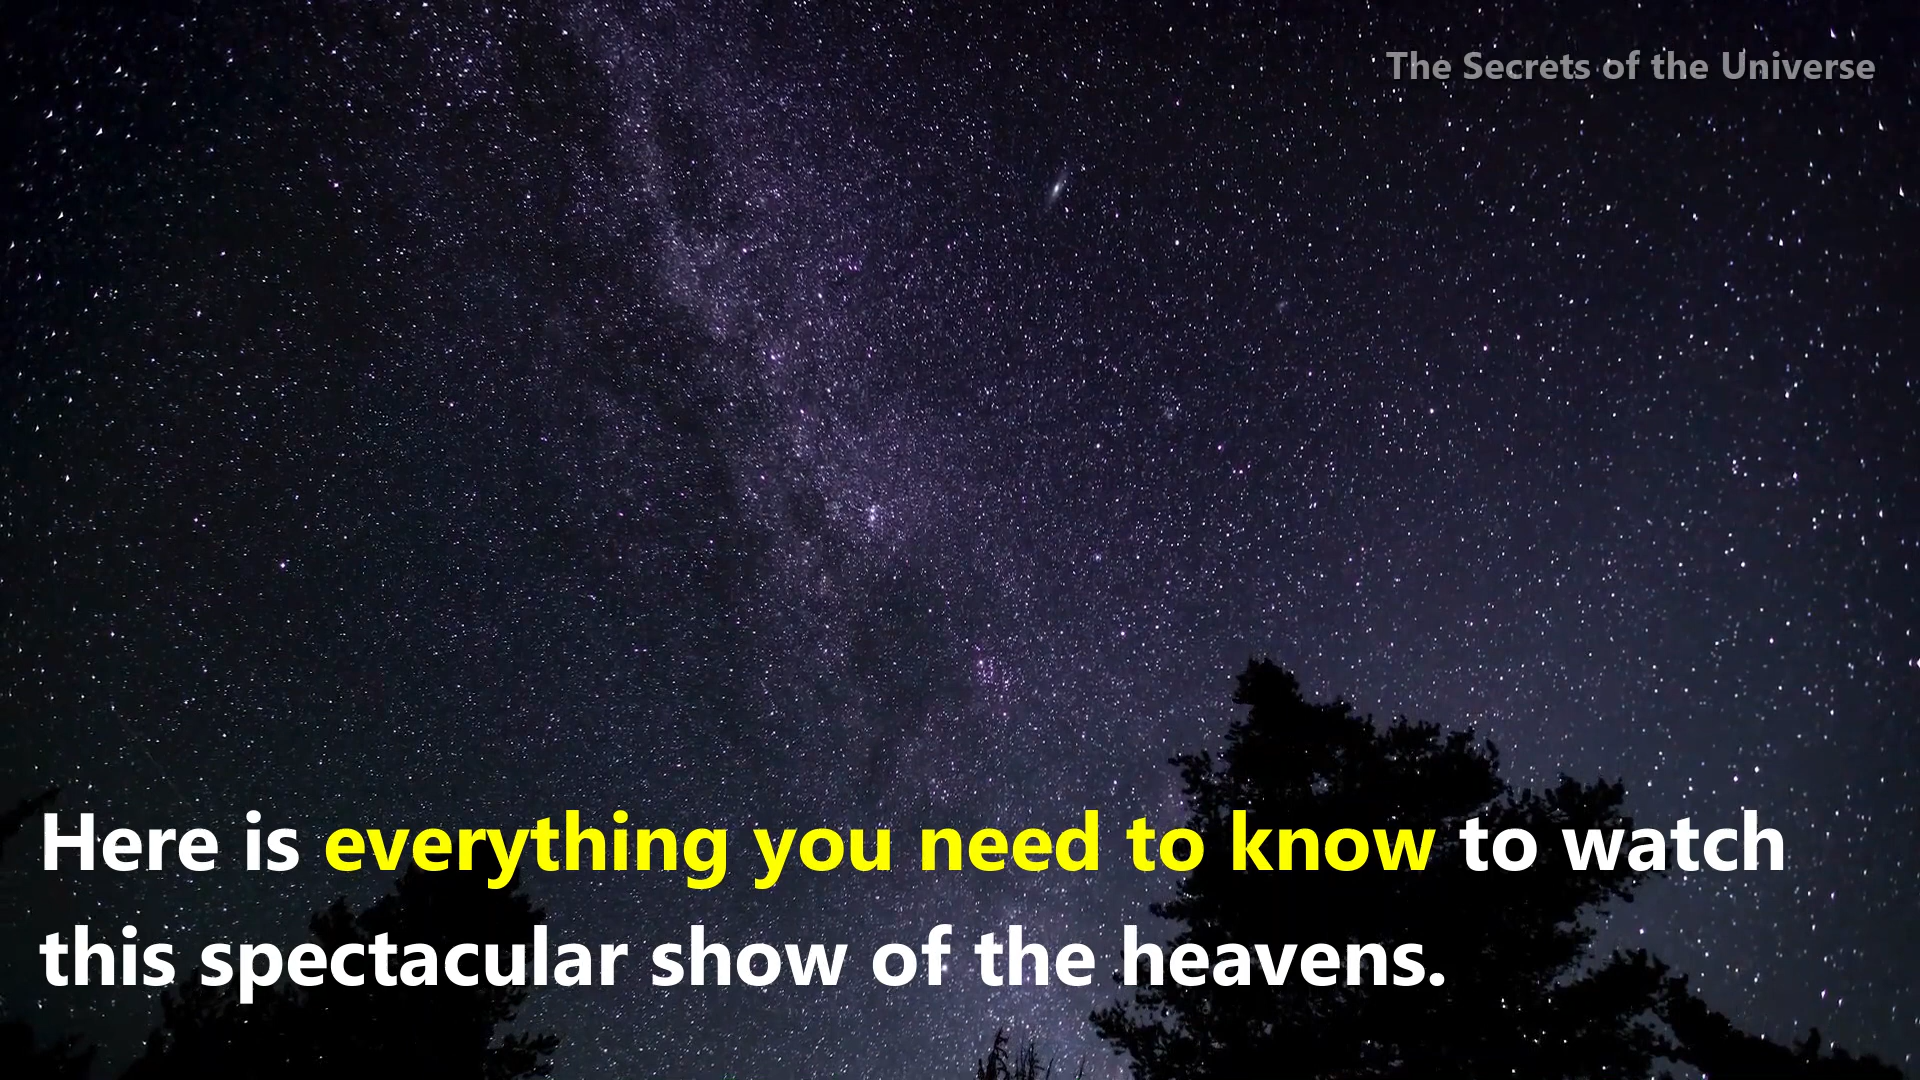 The Secrets of the Universe
Here is everything you need to know to watch
this spectacular show of the heavens.